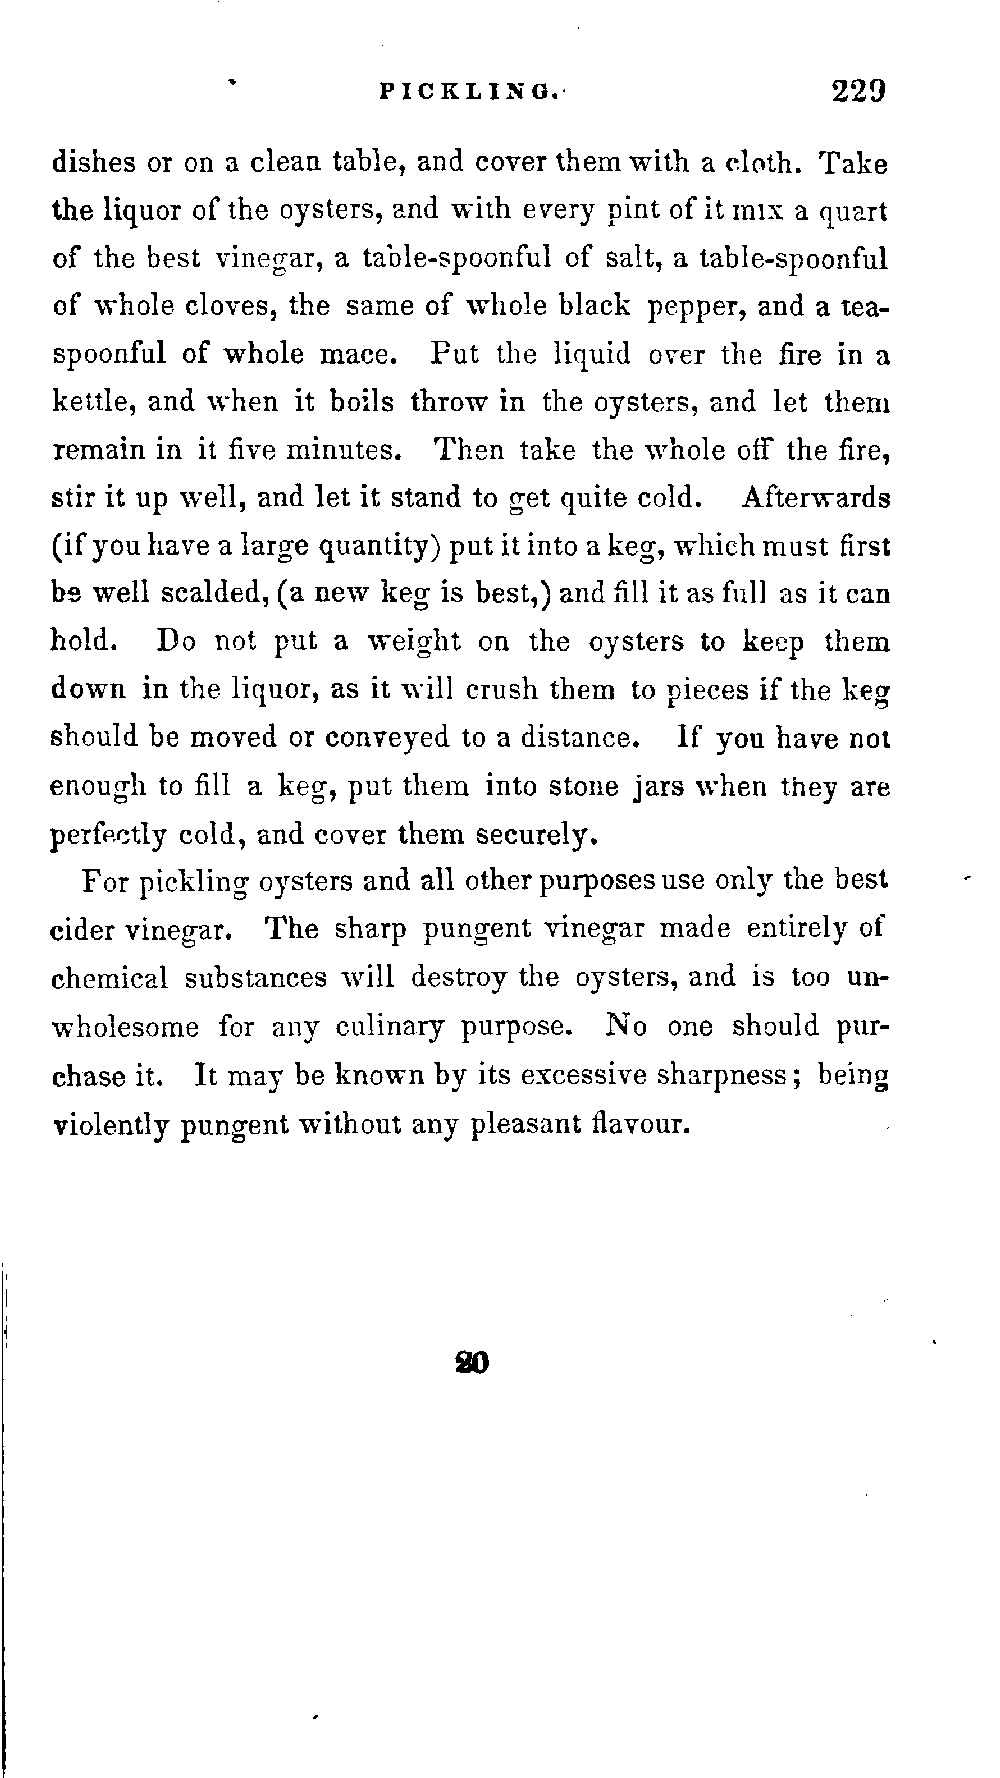 PICKLING. 229
dishes or on a clean table, and cover them with a cloth. Take
the liquor of the oysters, and with every pint of it mix a quart
of the best vinegar, a table-spoonful of salt, a table-spoonful
of whole cloves, the same of whole black pepper, and a tea-
spoonful of whole mace. Put the liquid over the fire in a
kettle, and when it boils throw in the oysters, and let them
remain in it five minutes. Then take the whole off the fire,
stir it up well, and let it stand to get quite cold. Afterwards
(if you have a large quantity) put it into a keg, which must first
be well scalded, (a new keg is best,) and fill it as full as it can
hold. Do not put a weight on the oysters to keep them
down in the liquor, as it will crush them to pieces if the keg
should be moved or conveyed to a distance. If you have not
enough to fill a keg, put them into stone jars when they are
perfectly cold, and cover them securely.
For pickling oysters and all other purposes use only the best
cider vinegar. The sharp pungent vinegar made entirely of
chemical substances will destroy the oysters, and is too un-
wholesome for any culinary purpose. No one should pur-
chase it. It may be known by its excessive sharpness; being
violently pungent without any pleasant flavour.
20